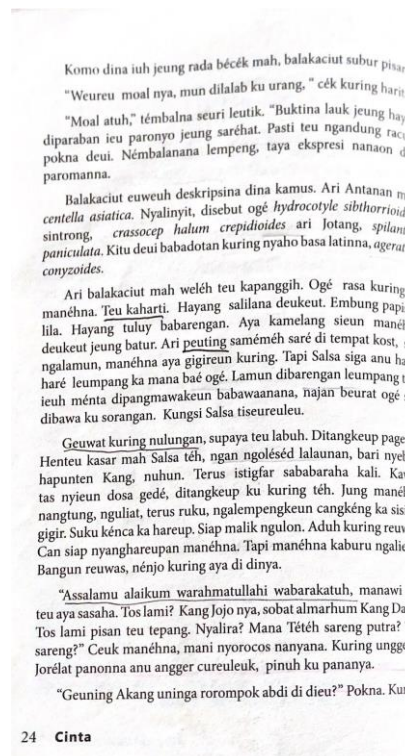 Komo dina iuh jeung rada bécék mah, balakaciut subur pisan
"Weureu moal nya, mun dilalab ku urang, " cék kuring
"Moal atuh," témbalna seuri leutik. "Buktina lauk jeung
diparaban ieu paronyo jeung saréhat. Pasti teu ngandung
pokna deui. Némbalanana lempeng, taya ekspresi nanaon
paromanna.
Balakaciut euweuh deskripsina dina kamus. Ari Antanan
centella asiatica. Nyalinyit, disebut ogé hydrocotyle sibthorrioid
sintrong, crassocep halum crepidioides ari Jotang, spilant
paniculata. Kitu deui babadotan kuring nyaho basa latinna, agerat
conyzoides.
Ari balakaciut mah weléh teu kapanggih. Ogé rasa kuring
manéhna. Teu kaharti. Hayang salilana deukeut. Embung papi
lila. Hayang tuluy babarengan. Aya kamelang sieun manéh
deukeut jeung batur. Ari peuting saméméh saré di tempat kost,
ngalamun, manéhna aya gigireun kuring. Tapi Salsa siga anu ha
haré leumpang ka mana baé ogé. Lamun dibarengan leumpang
ieuh ménta dipangmawakeun babawaanana, najan beurat ogé
dibawa ku sorangan. Kungsi Salsa tiseureuleu.
Geuwat kuring nulungan, supaya teu labuh. Ditangkeup page
Henteu kasar mah Salsa téh, ngan ngoléséd lalaunan, bari nyeb
hapunten Kang, nuhun. Terus istigfar sababaraha kali. Ka
tas nyieun dosa gedé, ditangkeup ku kuring téh. Jung manéh
nangtung, nguliat, terus ruku, ngalempengkeun cangkéng ka sis
gigir. Suku kénca ka hareup. Siap malik ngulon. Aduh kuring reuw
Can siap nyanghareupan manéhna. Tapi manéhna kaburu ngalie
Bangun reuwas, nénjo kuring aya di dinya.
"Assalamu alaikum warahmatullahi wabarakatuh, manawi
teu aya sasaha. Tos lami? Kang Jojo nya, sobat almarhum Kang Da
Tos lami pisan teu tepang. Nyalira? Mana Tétéh sareng putra?
sareng?" Ceuk manéhna, mani nyorocos nanyana. Kuring ungge
Jorélat panonna anu angger cureuleuk, pinuh ku pananya.
"Geuning Akang uninga rorompok abdi di dieu?" Pokna. Kur
24 Cinta